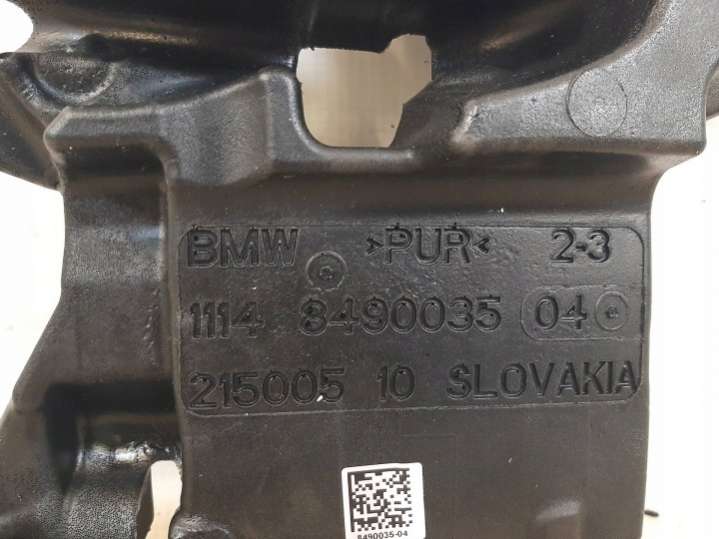 BMW >PUR< 2-3
1114 8490035 04
215005 10 SLOVAKIA
8490035-04